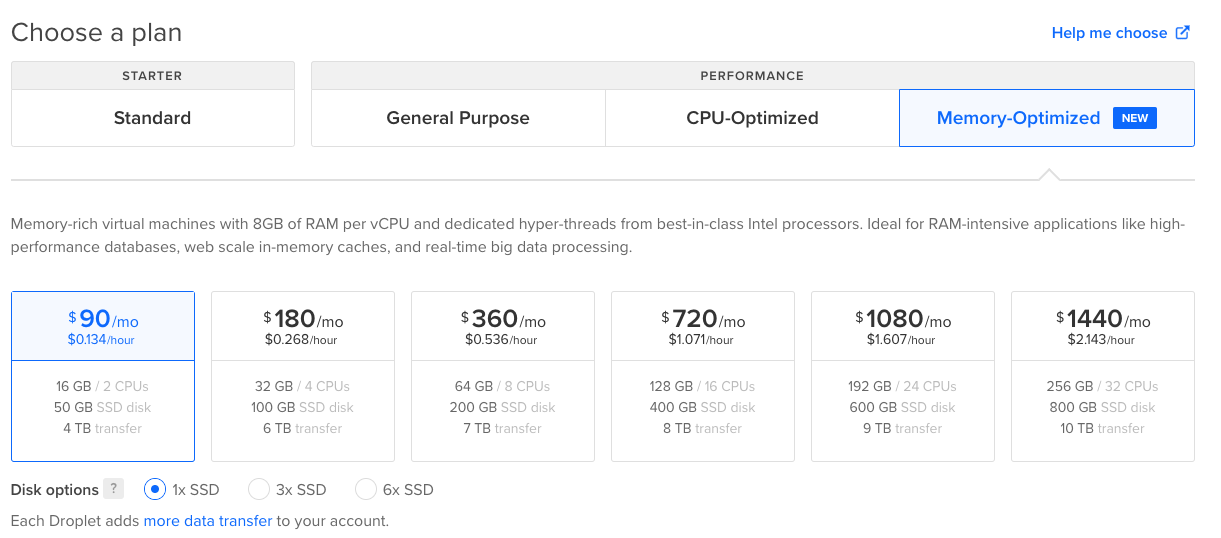 Choose a plan
Help me choose
STARTER
PERFORMANCE
Standard
General Purpose
CPU-Optimized
Memory-Optimized NEW
Memory-rich virtual machines with 8GB of RAM per vCPU and dedicated hyper-threads from best-in-class Intel processors. Ideal for RAM-intensive applications like high-
performance databases, web scale in-memory caches, and real-time big data processing.
$90/mo
$0.134/hour
16 GB / 2 CPUs
50 GB SSD disk
4 TB transfer
$180/mo
$0.268/hour
32 GB / 4 CPUs
100 GB SSD disk
6 TB transfer
$360/mo
$0.536/hour
64 GB / 8 CPUs
200 GB SSD disk
7 TB transfer
$720/mo
$1.071/hour
128 GB / 16 CPUs
400 GB SSD disk
8 TB transfer
$1080/mo
$1.607/hour
192 GB / 24 CPUs
600 GB SSD disk
9 TB transfer
$1440/mo
$2.143/hour
256 GB / 32 CPUs
800 GB SSD disk
10 TB transfer
Disk options ? 1x SSD 3x SSD 6x SSD
Each Droplet adds more data transfer to your account.